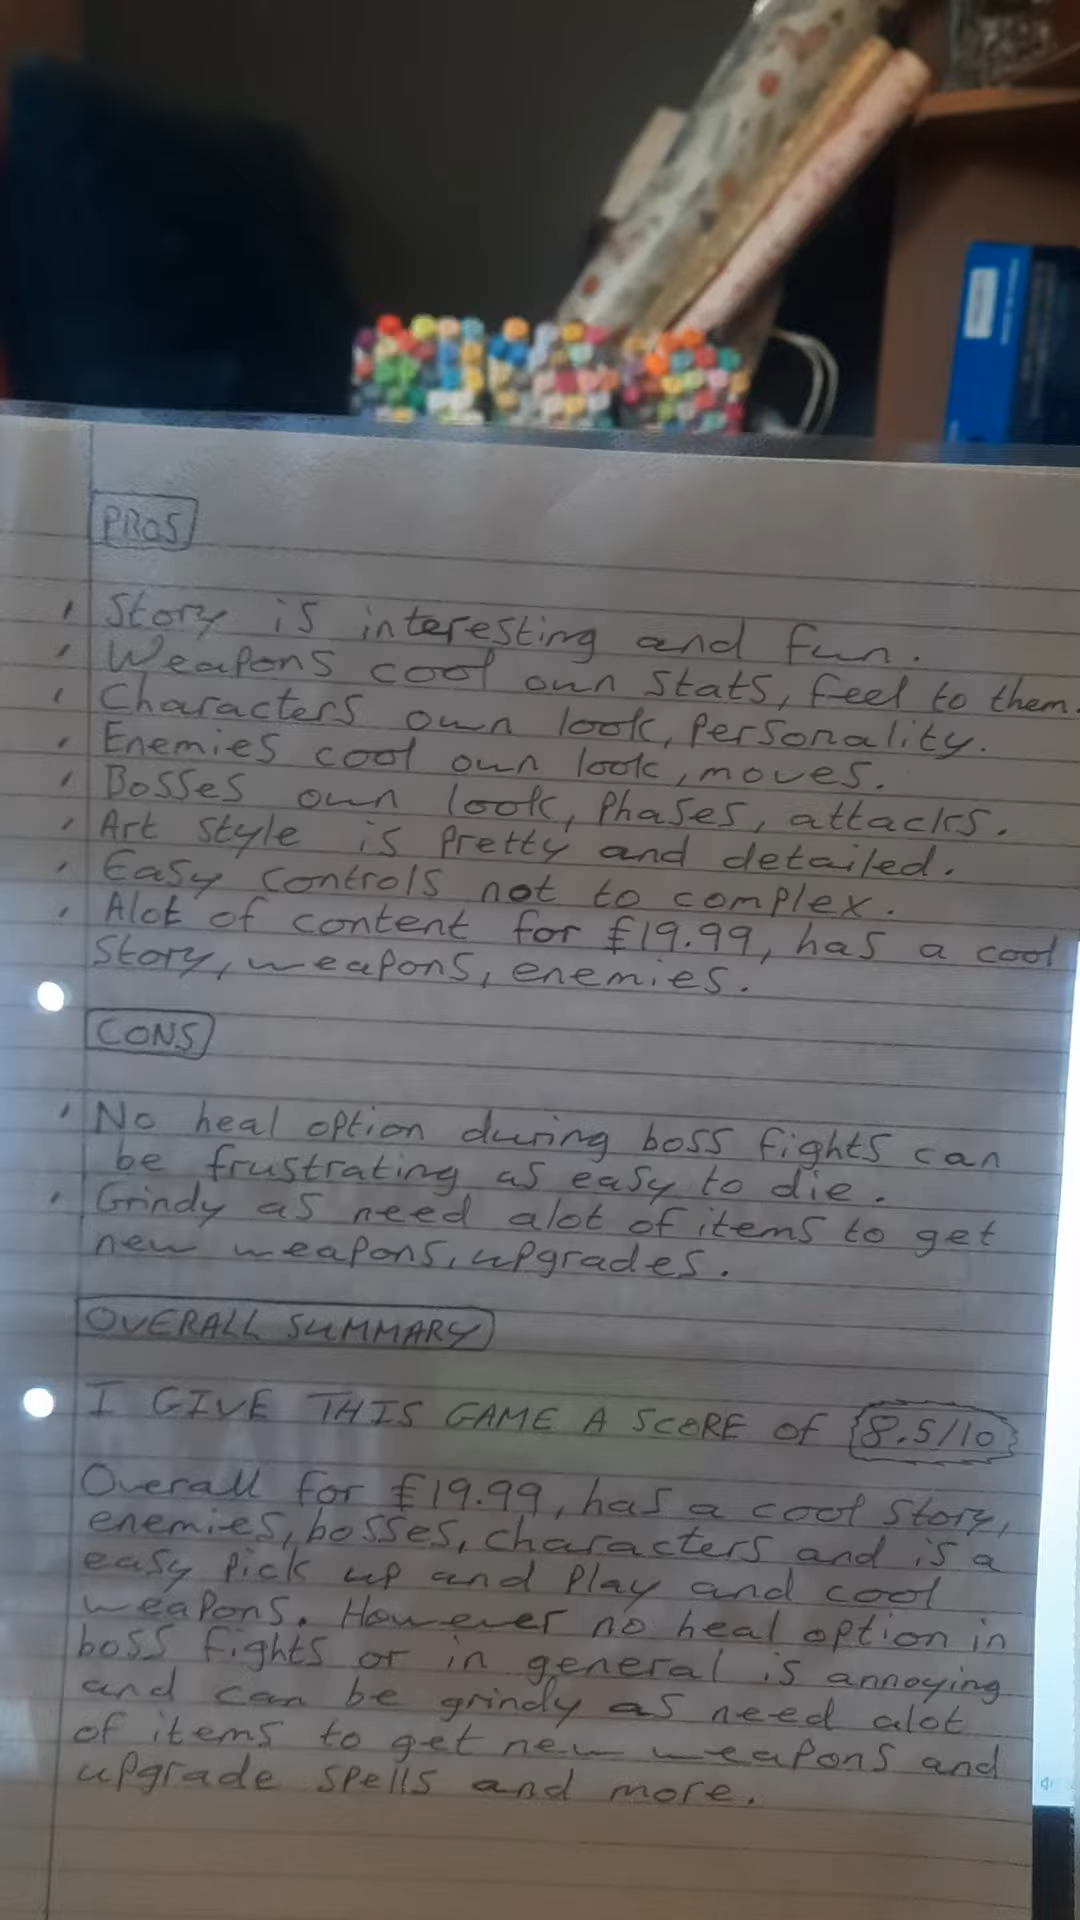 PROS
Story is interesting and fun.
Weapons cool own stats, feel to them.
Characters own look, personality.
Enemies cool own look, moves.
Bosses own look, phases, attacks.
Art style is pretty and detailed.
Easy controls not to complex.
Alot of content for £19.99, has a cool
story, weapons, enemies.
CONS
No heal option during boss fights can
be frustrating as easy to die.
Grindy as need alot of items to get
new weapons, upgrades.
OVERALL SUMMARY
I GIVE THIS GAME A SCORE OF 8.5/10
Overall for £19.99, has a cool story,
enemies, bosses, characters and is a
easy pick up and play and cool
weapons. However no heal option in
boss fights or in general is annoying
and can be grindy as need alot
of items to get new weapons and
upgrade spells and more.